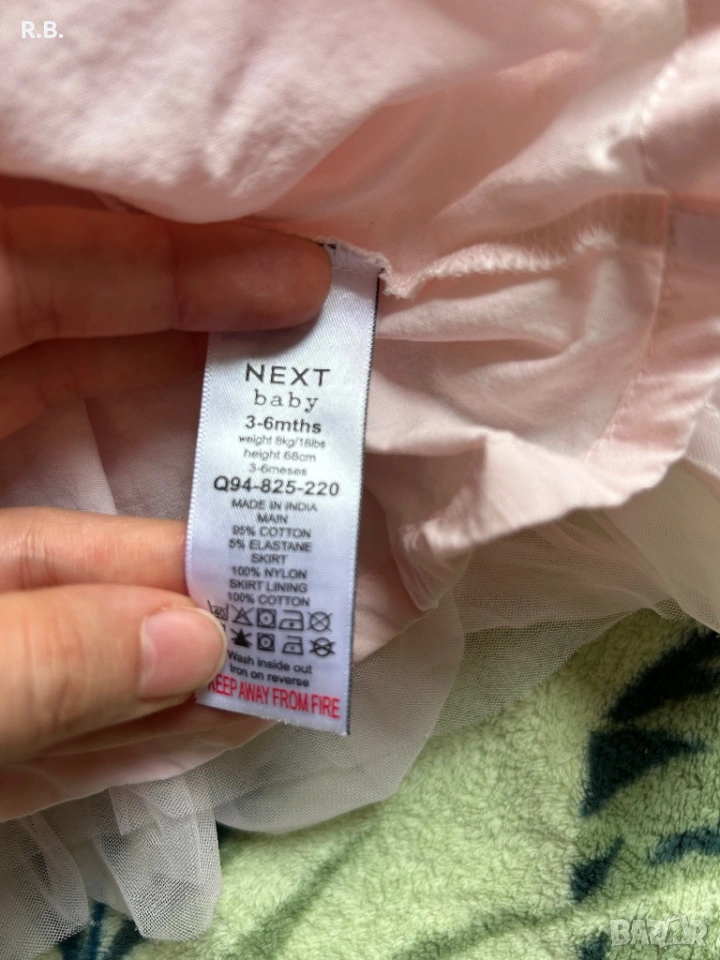 R.B.
NEXT
baby
3-6mths
weight 8kg/18lbs
height 68cm
3-6meses
Q94-825-220
MADE IN INDIA
MAIN
95% COTTON
5% ELASTANE
SKIRT
100% NYLON
SKIRT LINING
100% COTTON
Wash inside out
Iron on reverse
KEEP AWAY FROM FIRE
BAZAR